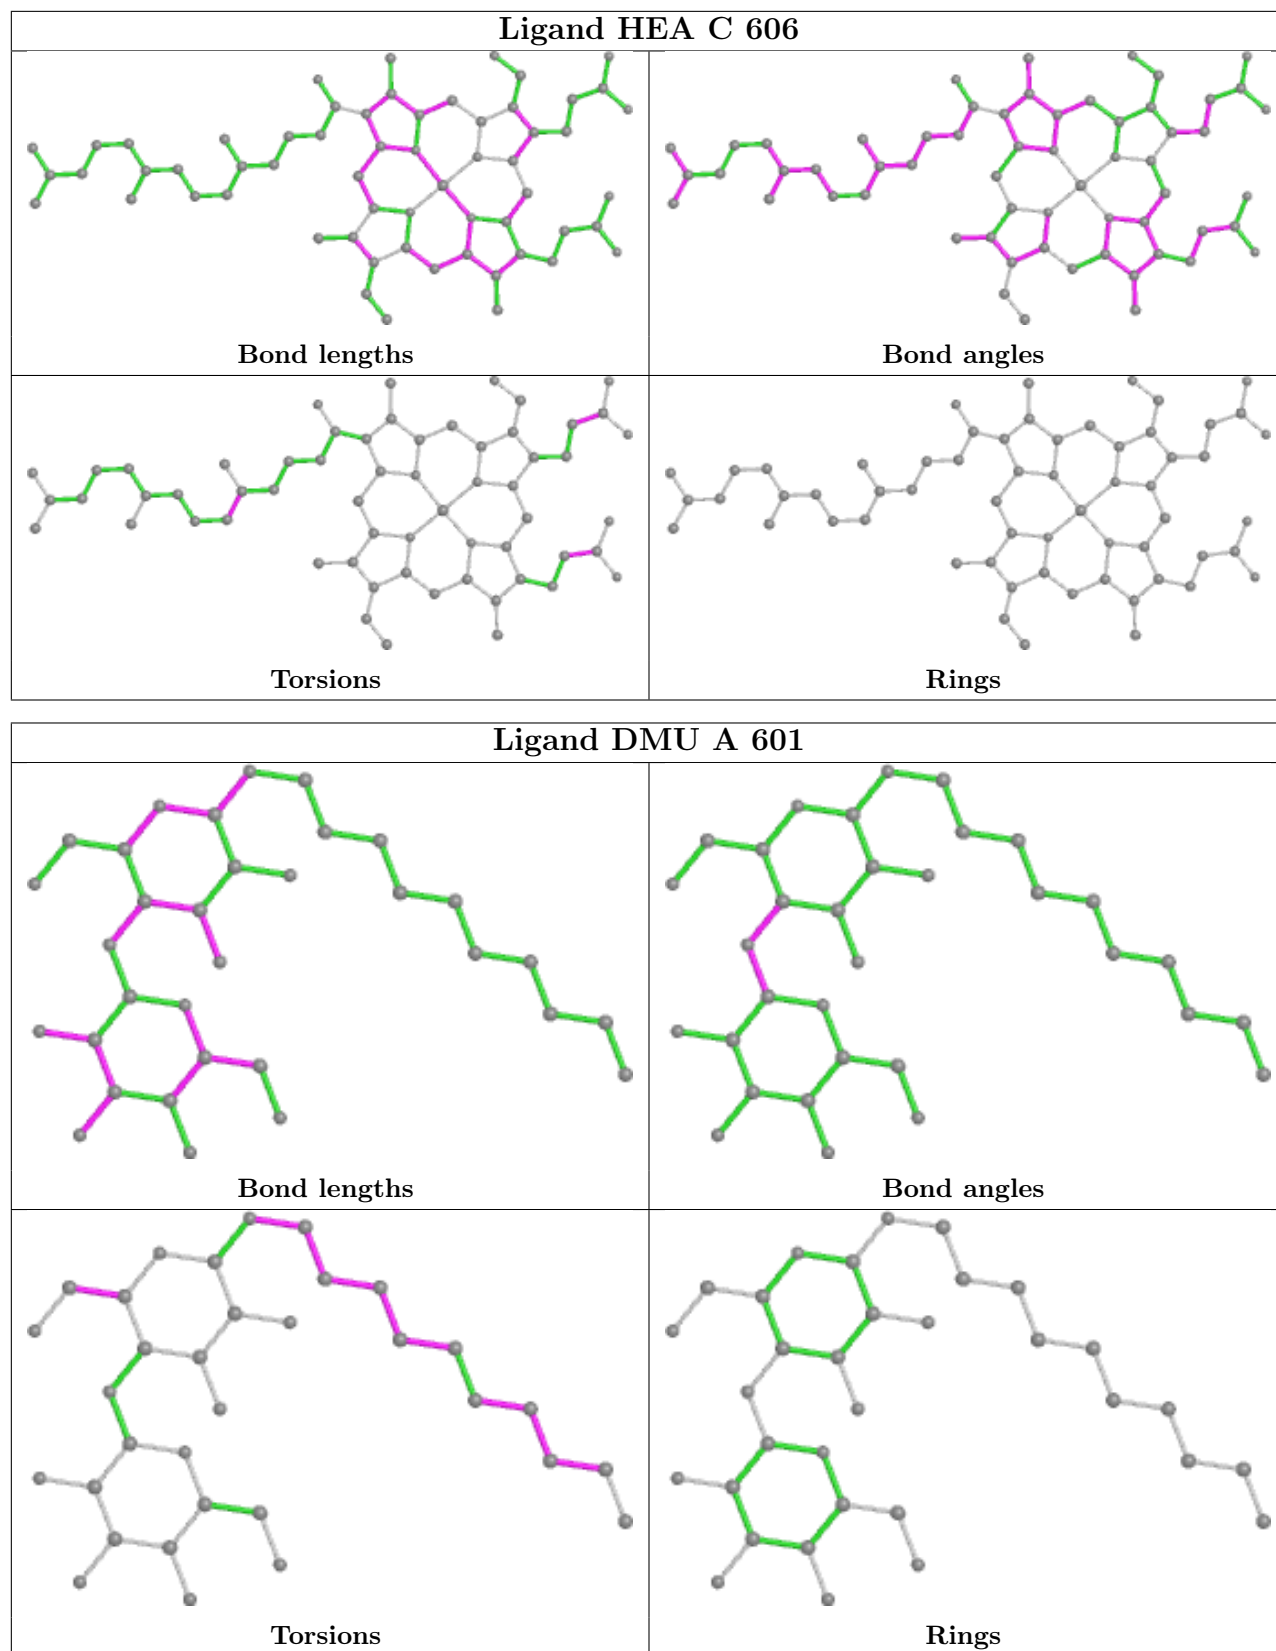 Ligand HEA C 606
Bond lengths
Bond angles
Torsions
Rings
Ligand DMU A 601
Bond lengths
Bond angles
Torsions
Rings